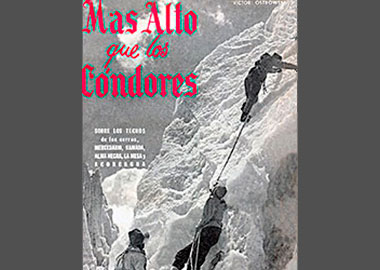 VICTOR OSTROWSKI
Mas Alto
que los
Cóndores
SOBRE LOS TECHOS
de los cerros,
MERCEDARIO, RAMADA,
ALMA NEGRA, LA MESA y
ACONCAGUA